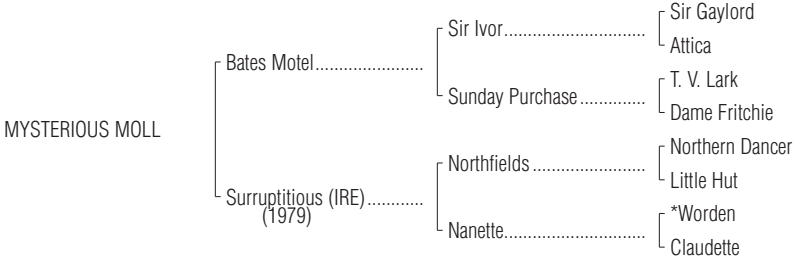 Sir Gaylord
Sir Ivor..............................
Attica
Bates Motel.......................
T. V. Lark
Sunday Purchase..............
Dame Fritchie
MYSTERIOUS MOLL
Northern Dancer
Northfields........................
Little Hut
Surruptitious (IRE)............
(1979)
*Worden
Nanette..............................
Claudette